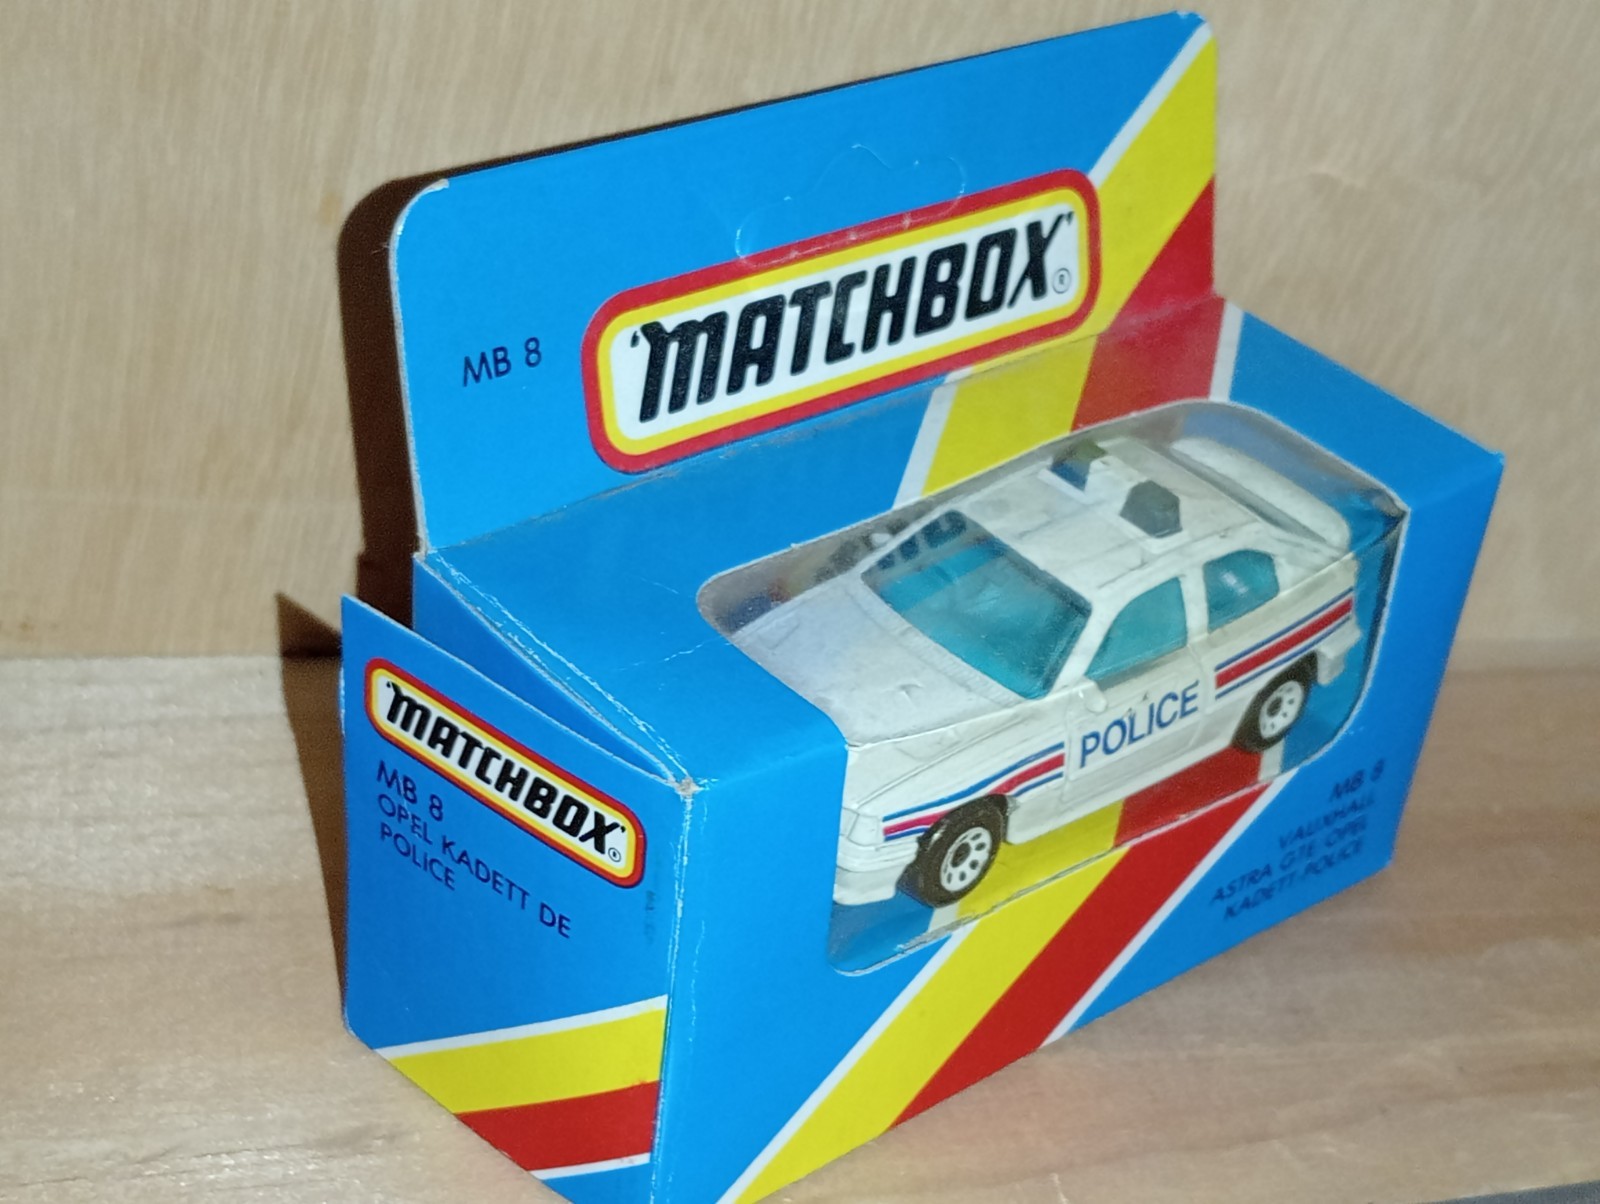 MB 8
'MATCHBOX'®
'MATCHBOX'®
MB 8
OPEL KADETT DE
POLICE
POLICE
MB 8
VAUXHALL
ASTRA GTE/OPEL
KADETT-POLICE